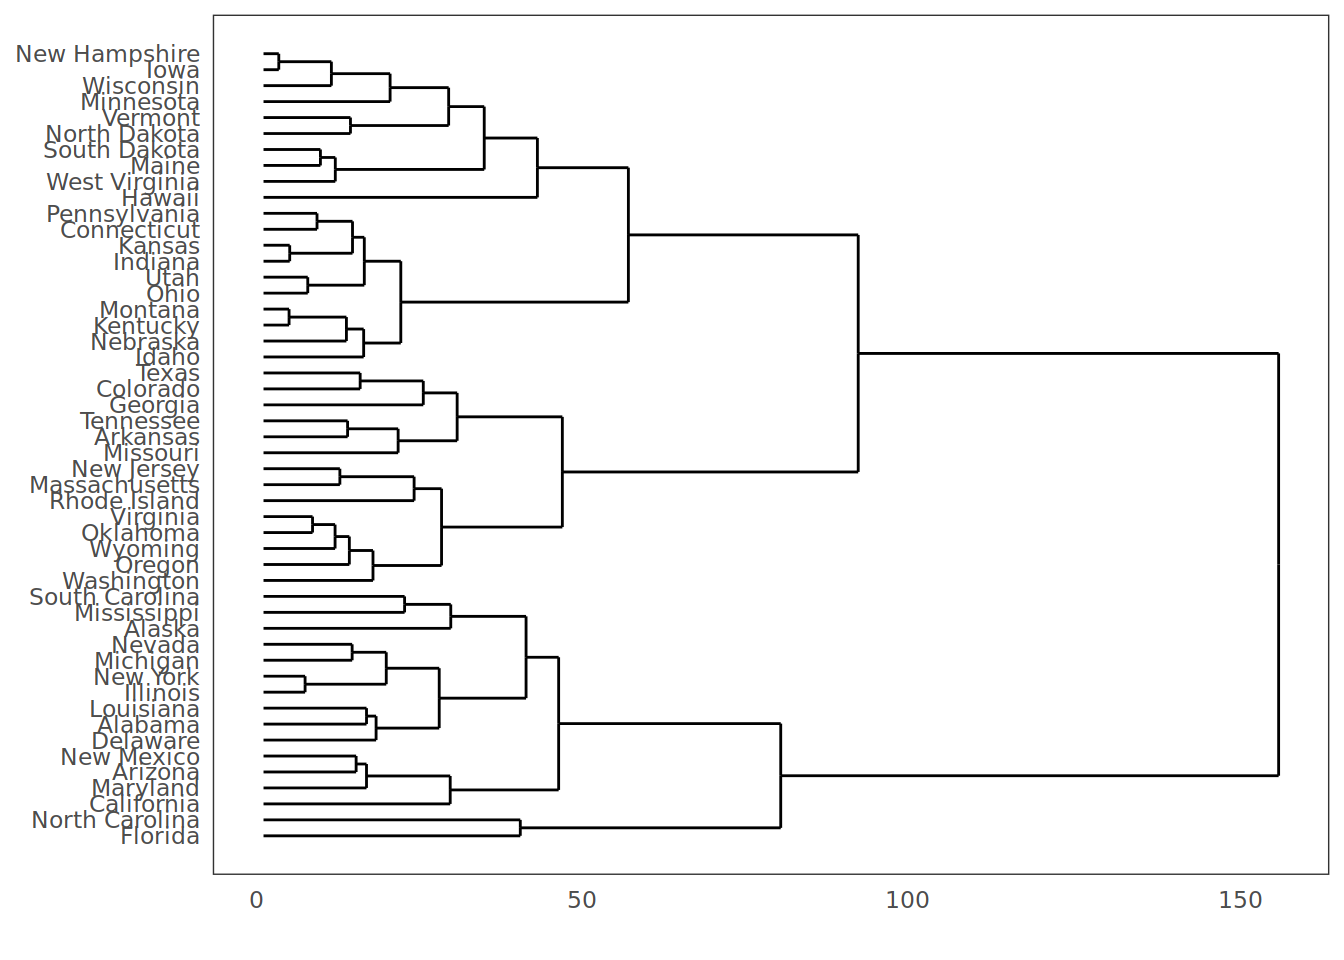 New Hampshire
Iowa
Wisconsin
Minnesota
Vermont
North Dakota
South Dakota
Maine
West Virginia
Hawaii
Pennsylvania
Connecticut
Kansas
Indiana
Utah
Ohio
Montana
Kentucky
Nebraska
Idaho
Texas
Colorado
Georgia
Tennessee
Arkansas
Missouri
New Jersey
Massachusetts
Rhode Island
Virginia
Oklahoma
Wyoming
Oregon
Washington
South Carolina
Mississippi
Alaska
Nevada
Michigan
New York
Illinois
Louisiana
Alabama
Delaware
New Mexico
Arizona
Maryland
California
North Carolina
Florida
0 50 100 150